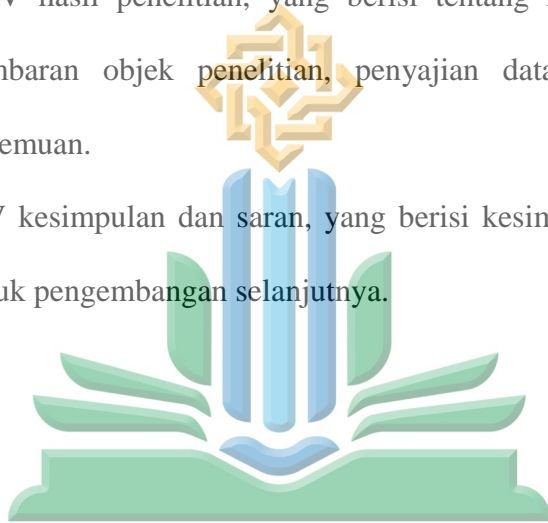 V hasil penelitian, yang berisi tentang
mbaran objek penelitian, penyajian data
emuan.
kesimpulan dan saran, yang berisi kesim
uk pengembangan selanjutnya.